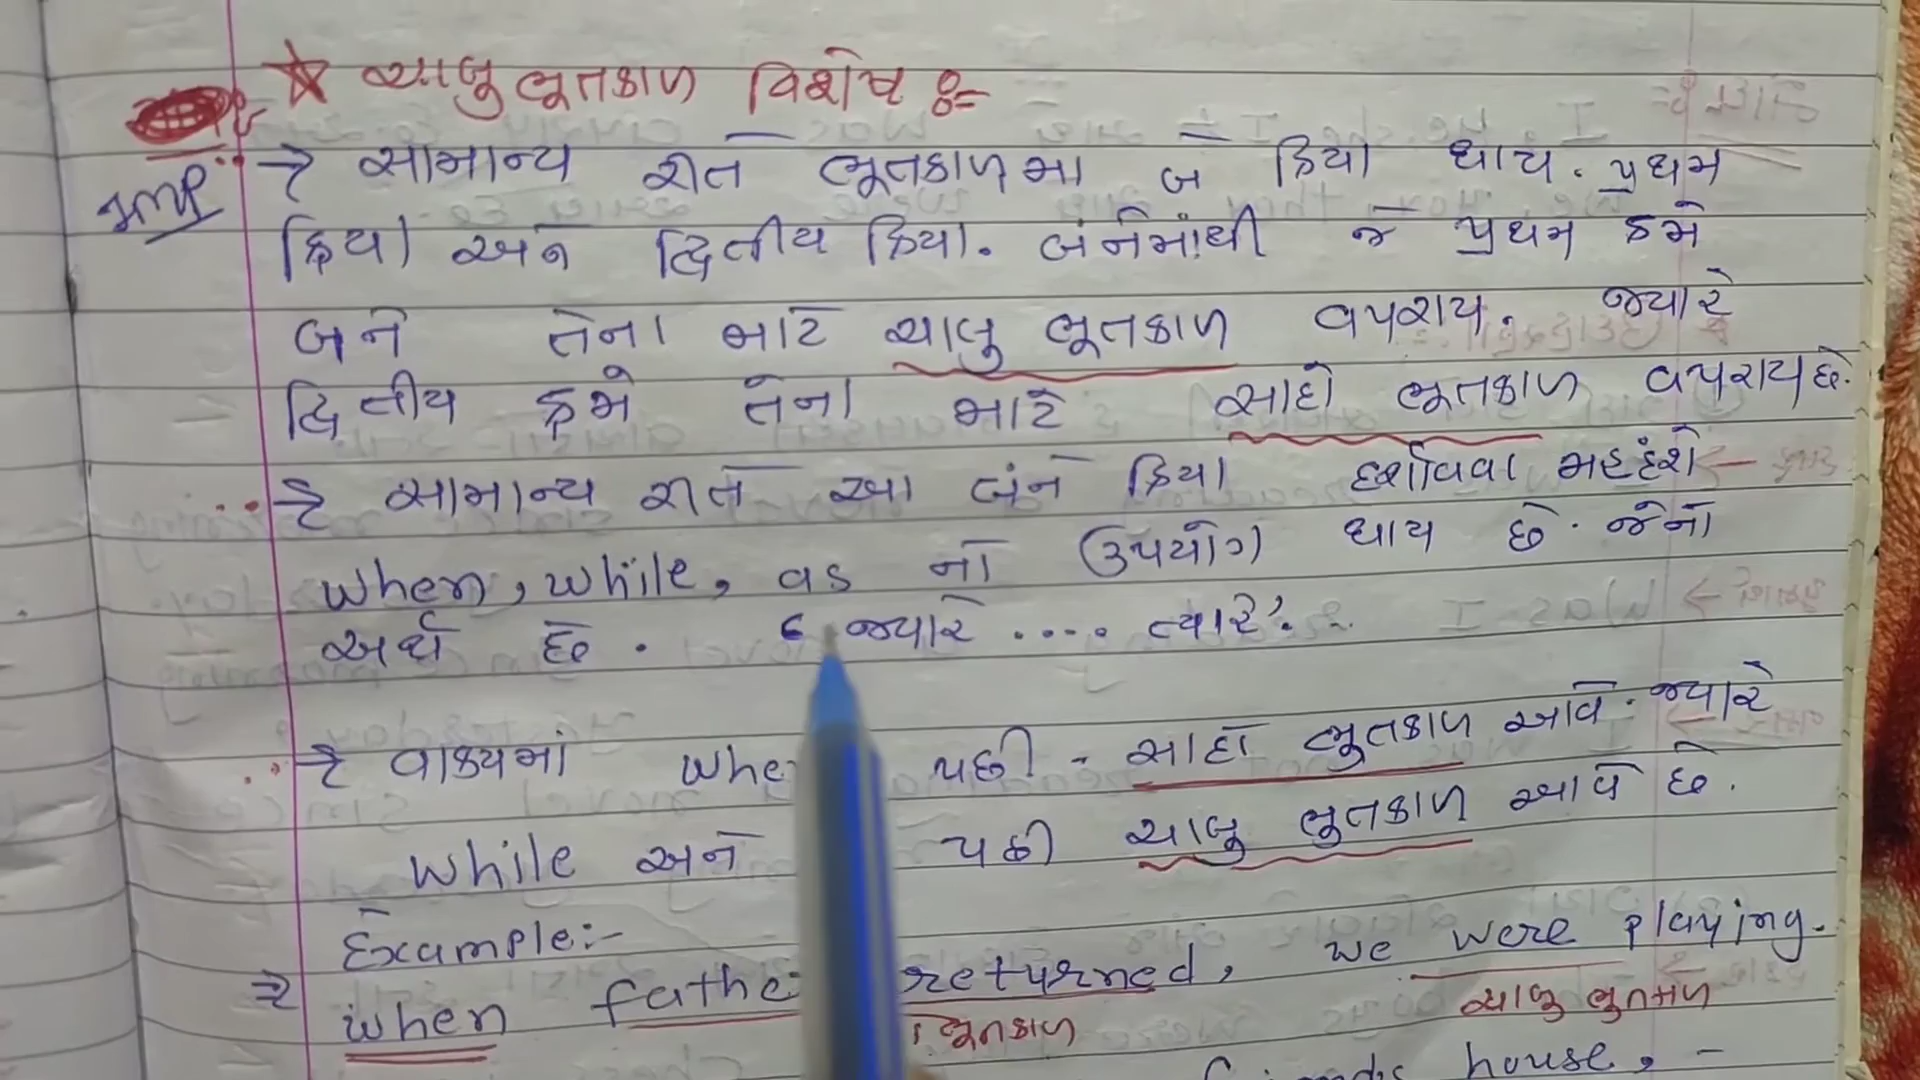 ★ ચાલુ ભૂતકાળ વિશેષ :-
Imp
→ સામાન્ય રીતે ભૂતકાળમાં બે ક્રિયા થાય. પ્રથમ
ક્રિયા અને દ્વિતીય ક્રિયા. બંનેમાંથી જે પ્રથમ ક્રમે
બને તેના માટે ચાલુ ભૂતકાળ વપરાય. જ્યારે
દ્વિતીય ક્રમે તેના માટે સાદો ભૂતકાળ વપરાય છે.
→ સામાન્ય રીતે આ બંને ક્રિયા દર્શાવવા મહદંશે
when, while, as નો ઉપયોગ થાય છે. જેનો
અર્થ છે. ‘જ્યારે .... ત્યારે’.
→ વાક્યમાં પછી - સાદો ભૂતકાળ આવે. જ્યારે
while અને પછી ચાલુ ભૂતકાળ આવે છે.
Example:-
⇒ when returned, we were playing.
ભૂતકાળ ચાલુ ભૂતકાળ
house, -